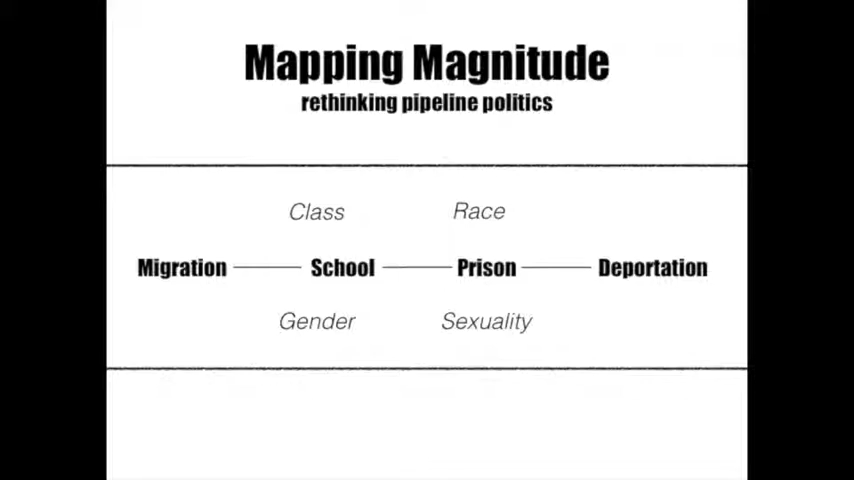 Mapping Magnitude
rethinking pipeline politics
Class Race
Migration School Prison Deportation
Gender Sexuality